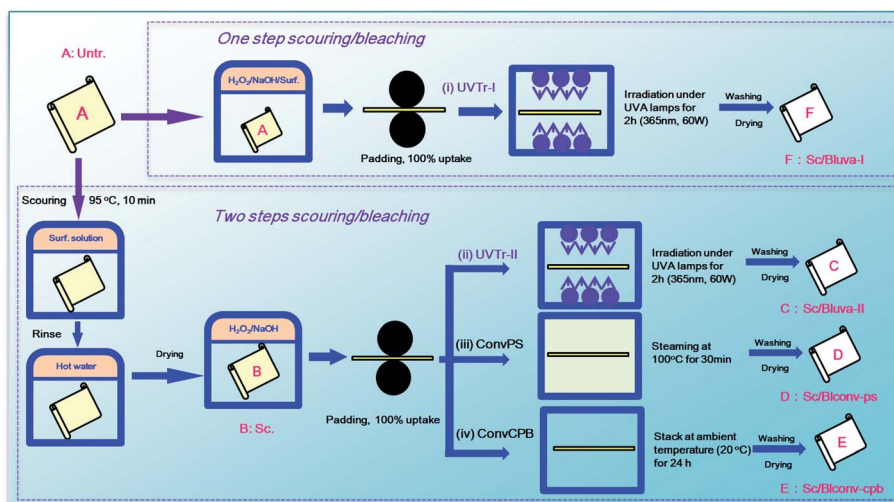 One step scouring/bleaching
A: Untr.
A
H₂O₂/NaOH/Surf.
A
Padding, 100% uptake
(i) UVTr-I
Irradiation under
UVA lamps for
2h (365nm, 60W)
Washing
Drying
F
F : Sc/Bluva-I
Scouring
95 ºC, 10 min
Two steps scouring/bleaching
Surf. solution
Rinse
Hot water
Drying
H₂O₂/NaOH
B
B: Sc.
Padding, 100% uptake
(ii) UVTr-II
Irradiation under
UVA lamps for
2h (365nm, 60W)
Washing
Drying
C
C : Sc/Bluva-II
(iii) ConvPS
Steaming at
100ºC for 30min
Washing
Drying
D
D : Sc/Blconv-ps
(iv) ConvCPB
Stack at ambient
temperature (20 ºC)
for 24 h
Washing
Drying
E
E : Sc/Blconv-cpb